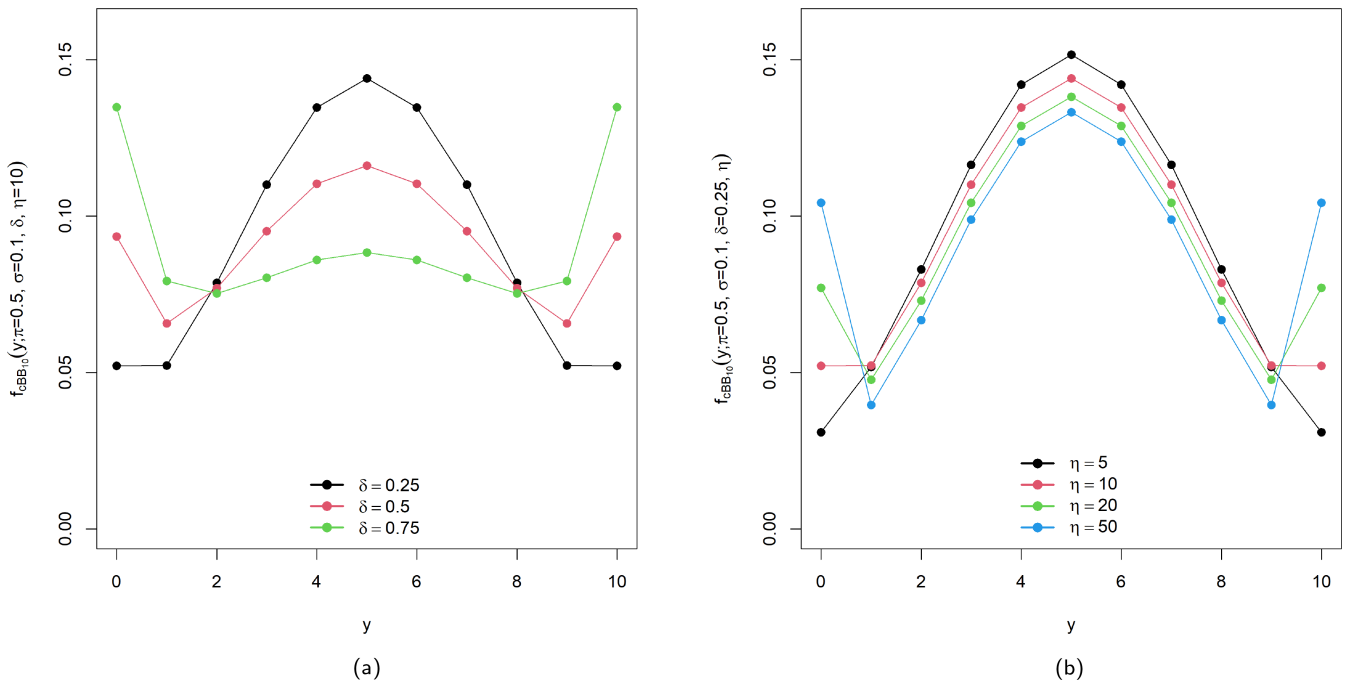 0.15
0.10
0.05
0.00
f_cBB₁₀(y;π=0.5, σ=0.1, δ, η=10)
δ = 0.25
δ = 0.5
δ = 0.75
0 2 4 6 8 10
y
(a)
0.15
0.10
0.05
0.00
f_cBB₁₀(y;π=0.5, σ=0.1, δ=0.25, η)
η = 5
η = 10
η = 20
η = 50
0 2 4 6 8 10
y
(b)